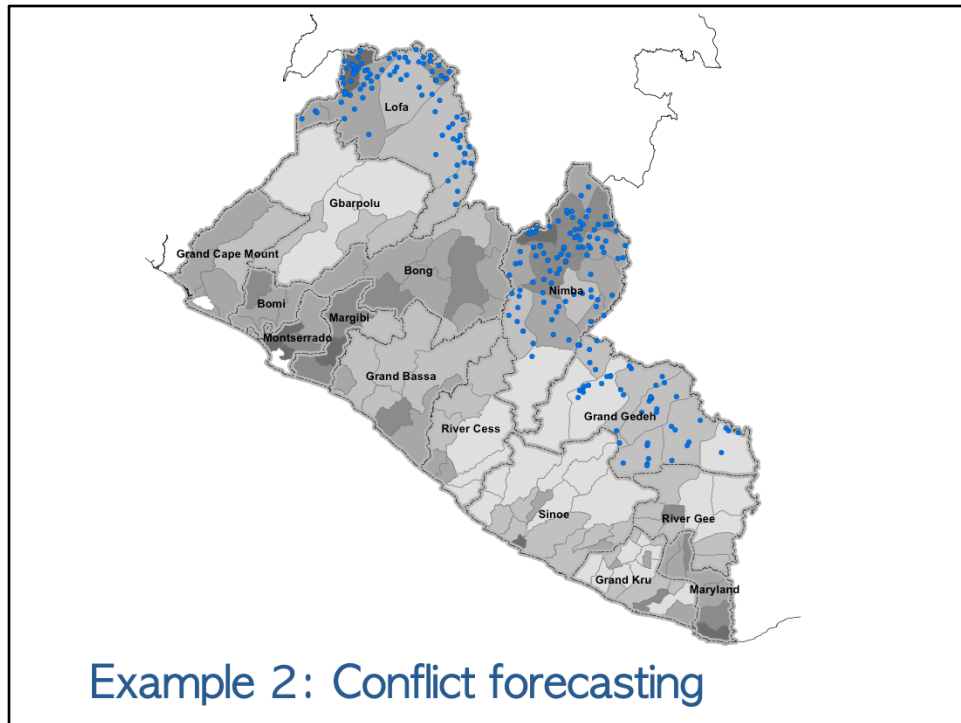 Lofa
Gbarpolu
Grand Cape Mount
Bong
Bomi
Nimba
Margibi
Montserrado
Grand Bassa
Grand Gedeh
River Cess
Sinoe
River Gee
Grand Kru
Maryland
Example 2: Conflict forecasting